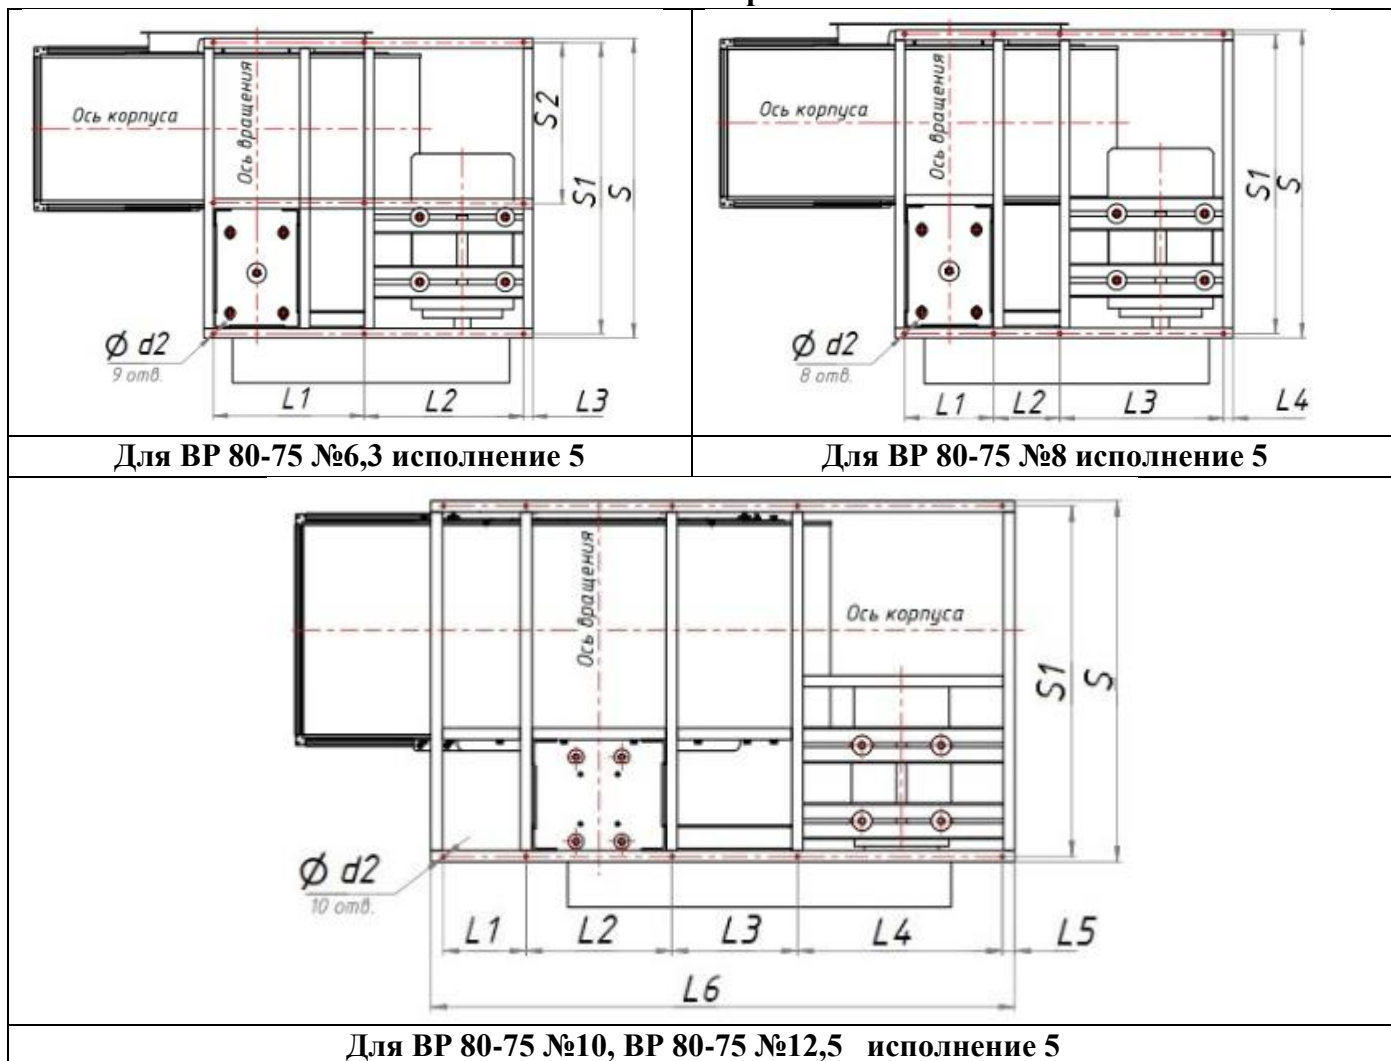 Ось корпуса
Ось вращения
S2
S1
S
Ø d2
9 отв.
L1
L2
L3
Для ВР 80-75 №6,3 исполнение 5
Ось корпуса
Ось вращения
S1
S
Ø d2
8 отв.
L1
L2
L3
L4
Для ВР 80-75 №8 исполнение 5
Ось вращения
Ось корпуса
S1
S
Ø d2
10 отв.
L1
L2
L3
L4
L5
L6
Для ВР 80-75 №10, ВР 80-75 №12,5 исполнение 5